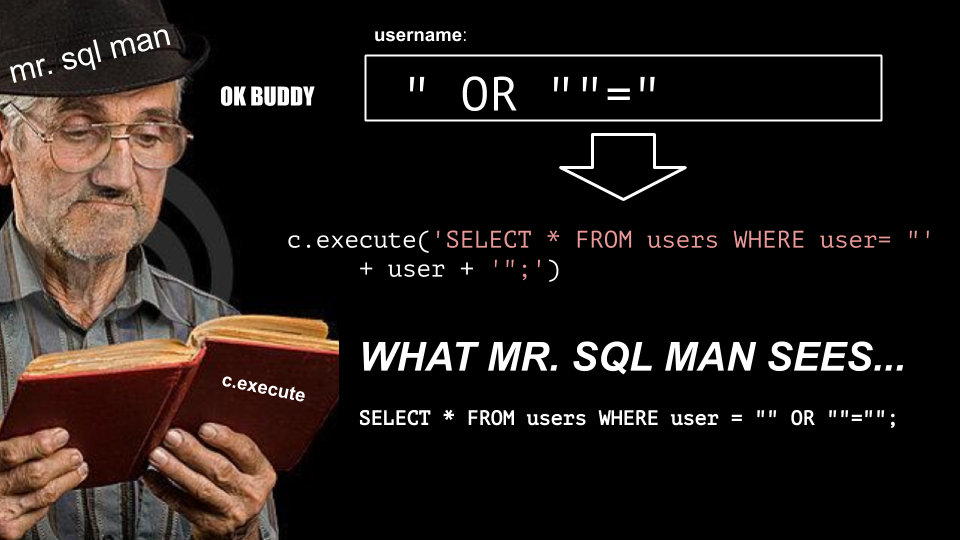 mr. sql man
username:
OK BUDDY
" OR ""="
c.execute('SELECT * FROM users WHERE user= "'
+ user + '";')
WHAT MR. SQL MAN SEES...
c.execute
SELECT * FROM users WHERE user = "" OR ""="";